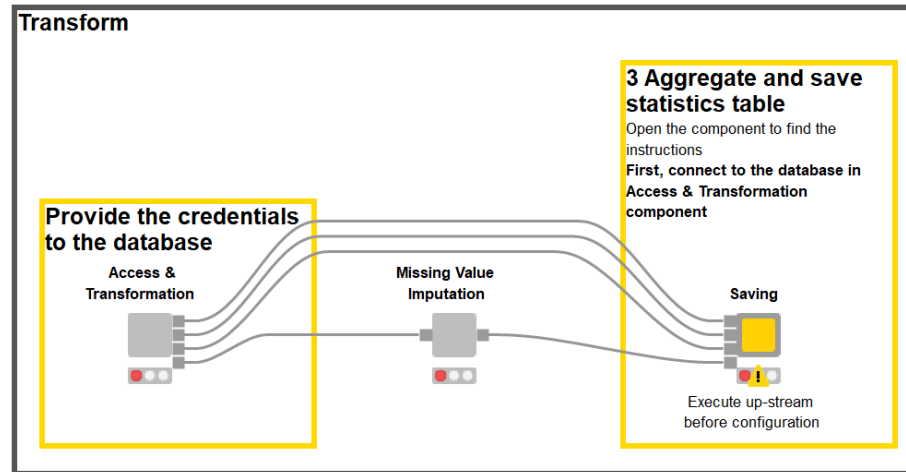 Transform
3 Aggregate and save
statistics table
Open the component to find the
instructions
First, connect to the database in
Access & Transformation
component
Provide the credentials
to the database
Access &
Transformation
Missing Value
Imputation
Saving
!
Execute up-stream
before configuration